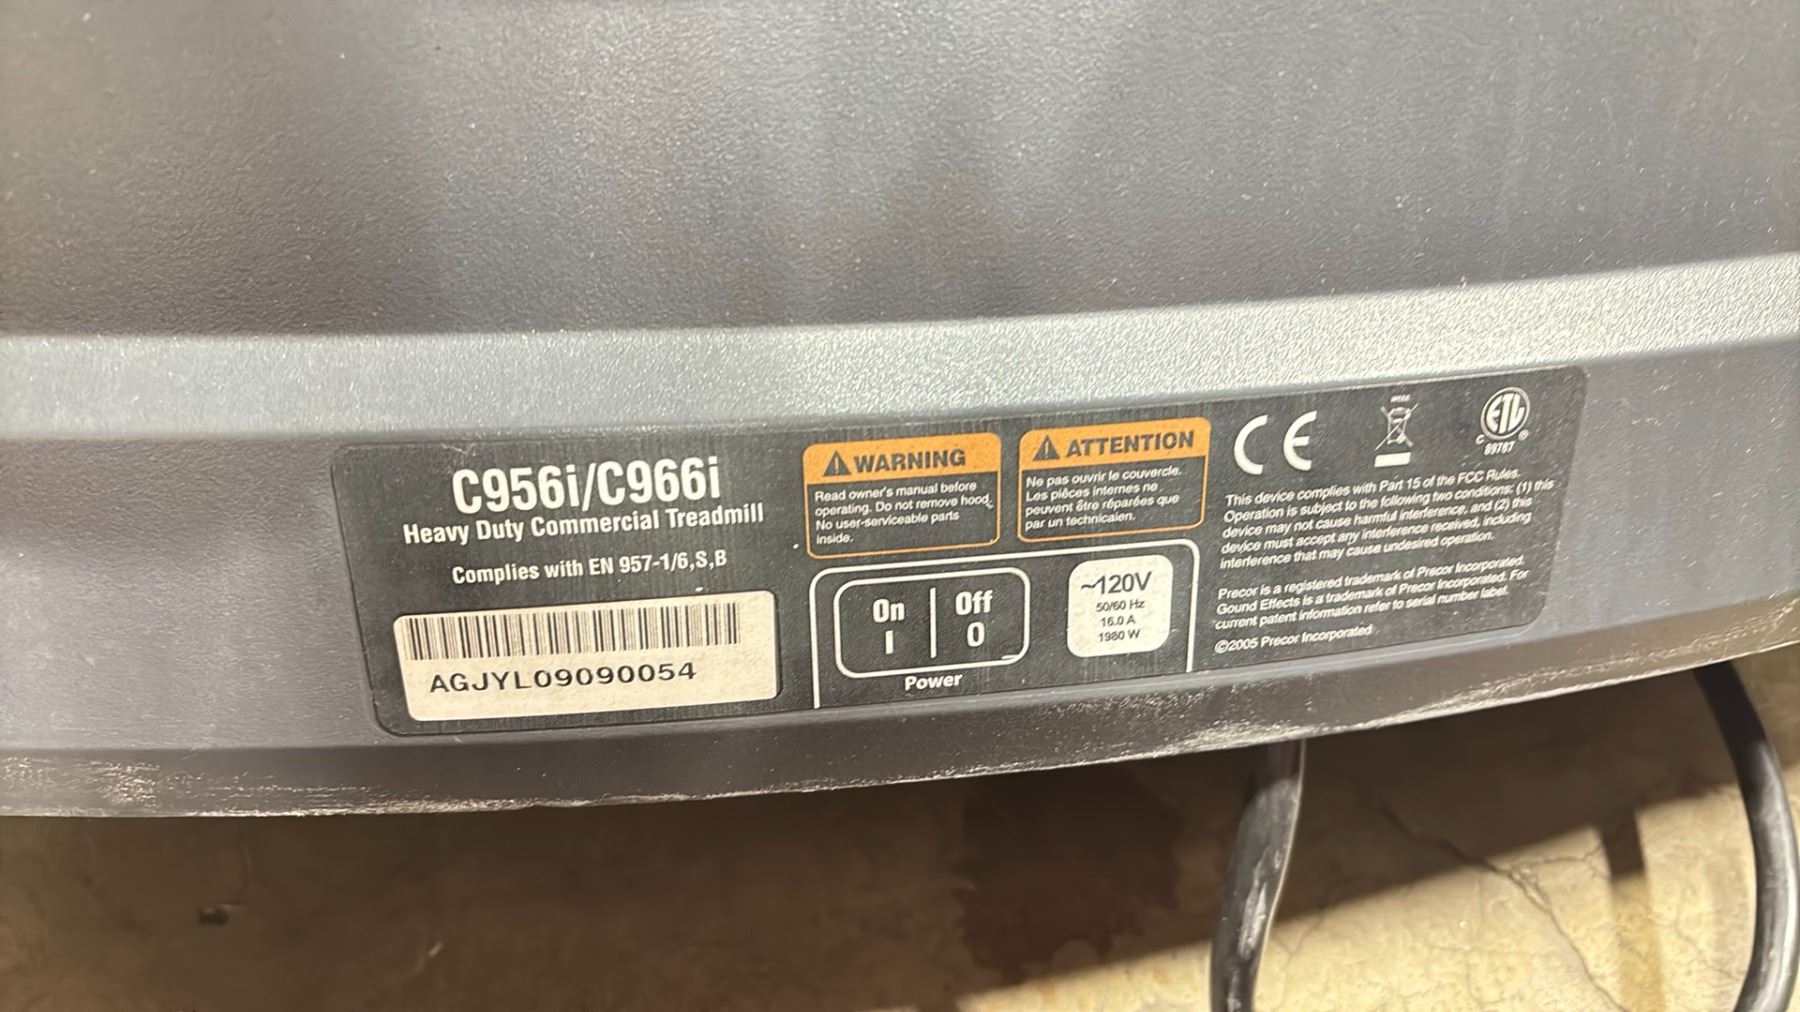 C956i/C966i
Heavy Duty Commercial Treadmill
Complies with EN 957-1/6,S,B
AGJYL09090054
WARNING
Read owner's manual before
operating. Do not remove hood.
No user-serviceable parts
inside.
ATTENTION
Ne pas ouvrir le couvercle.
Les pièces internes ne
peuvent être réparées que
par un technicaien.
On
I
Off
0
Power
~120V
50/60 Hz
16.0 A
1980 W
CE
ETL
C
®
89787
This device complies with Part 15 of the FCC Rules.
Operation is subject to the following two conditions: (1) this
device may not cause harmful interference, and (2) this
device must accept any interference received, including
interference that may cause undesired operation.
Precor is a registered trademark of Precor Incorporated.
Gound Effects is a trademark of Precor Incorporated. For
current patent information refer to serial number label.
©2005 Precor Incorporated